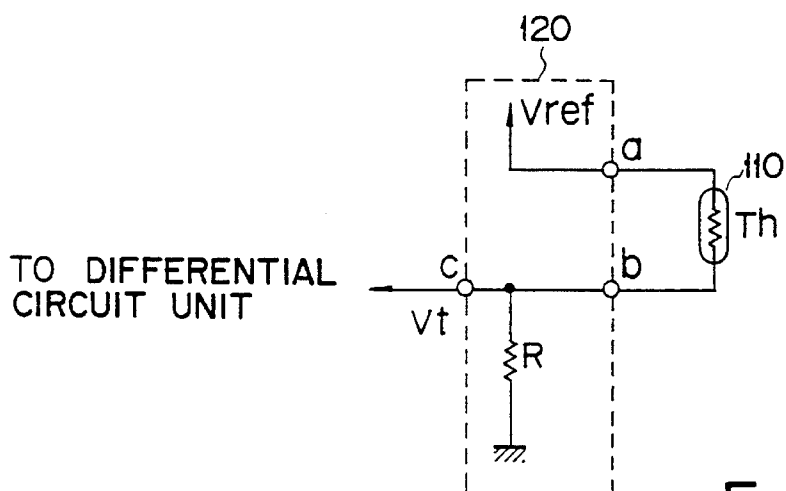 120
Vref
a
110
Th
TO DIFFERENTIAL
CIRCUIT UNIT
c
b
Vt
R